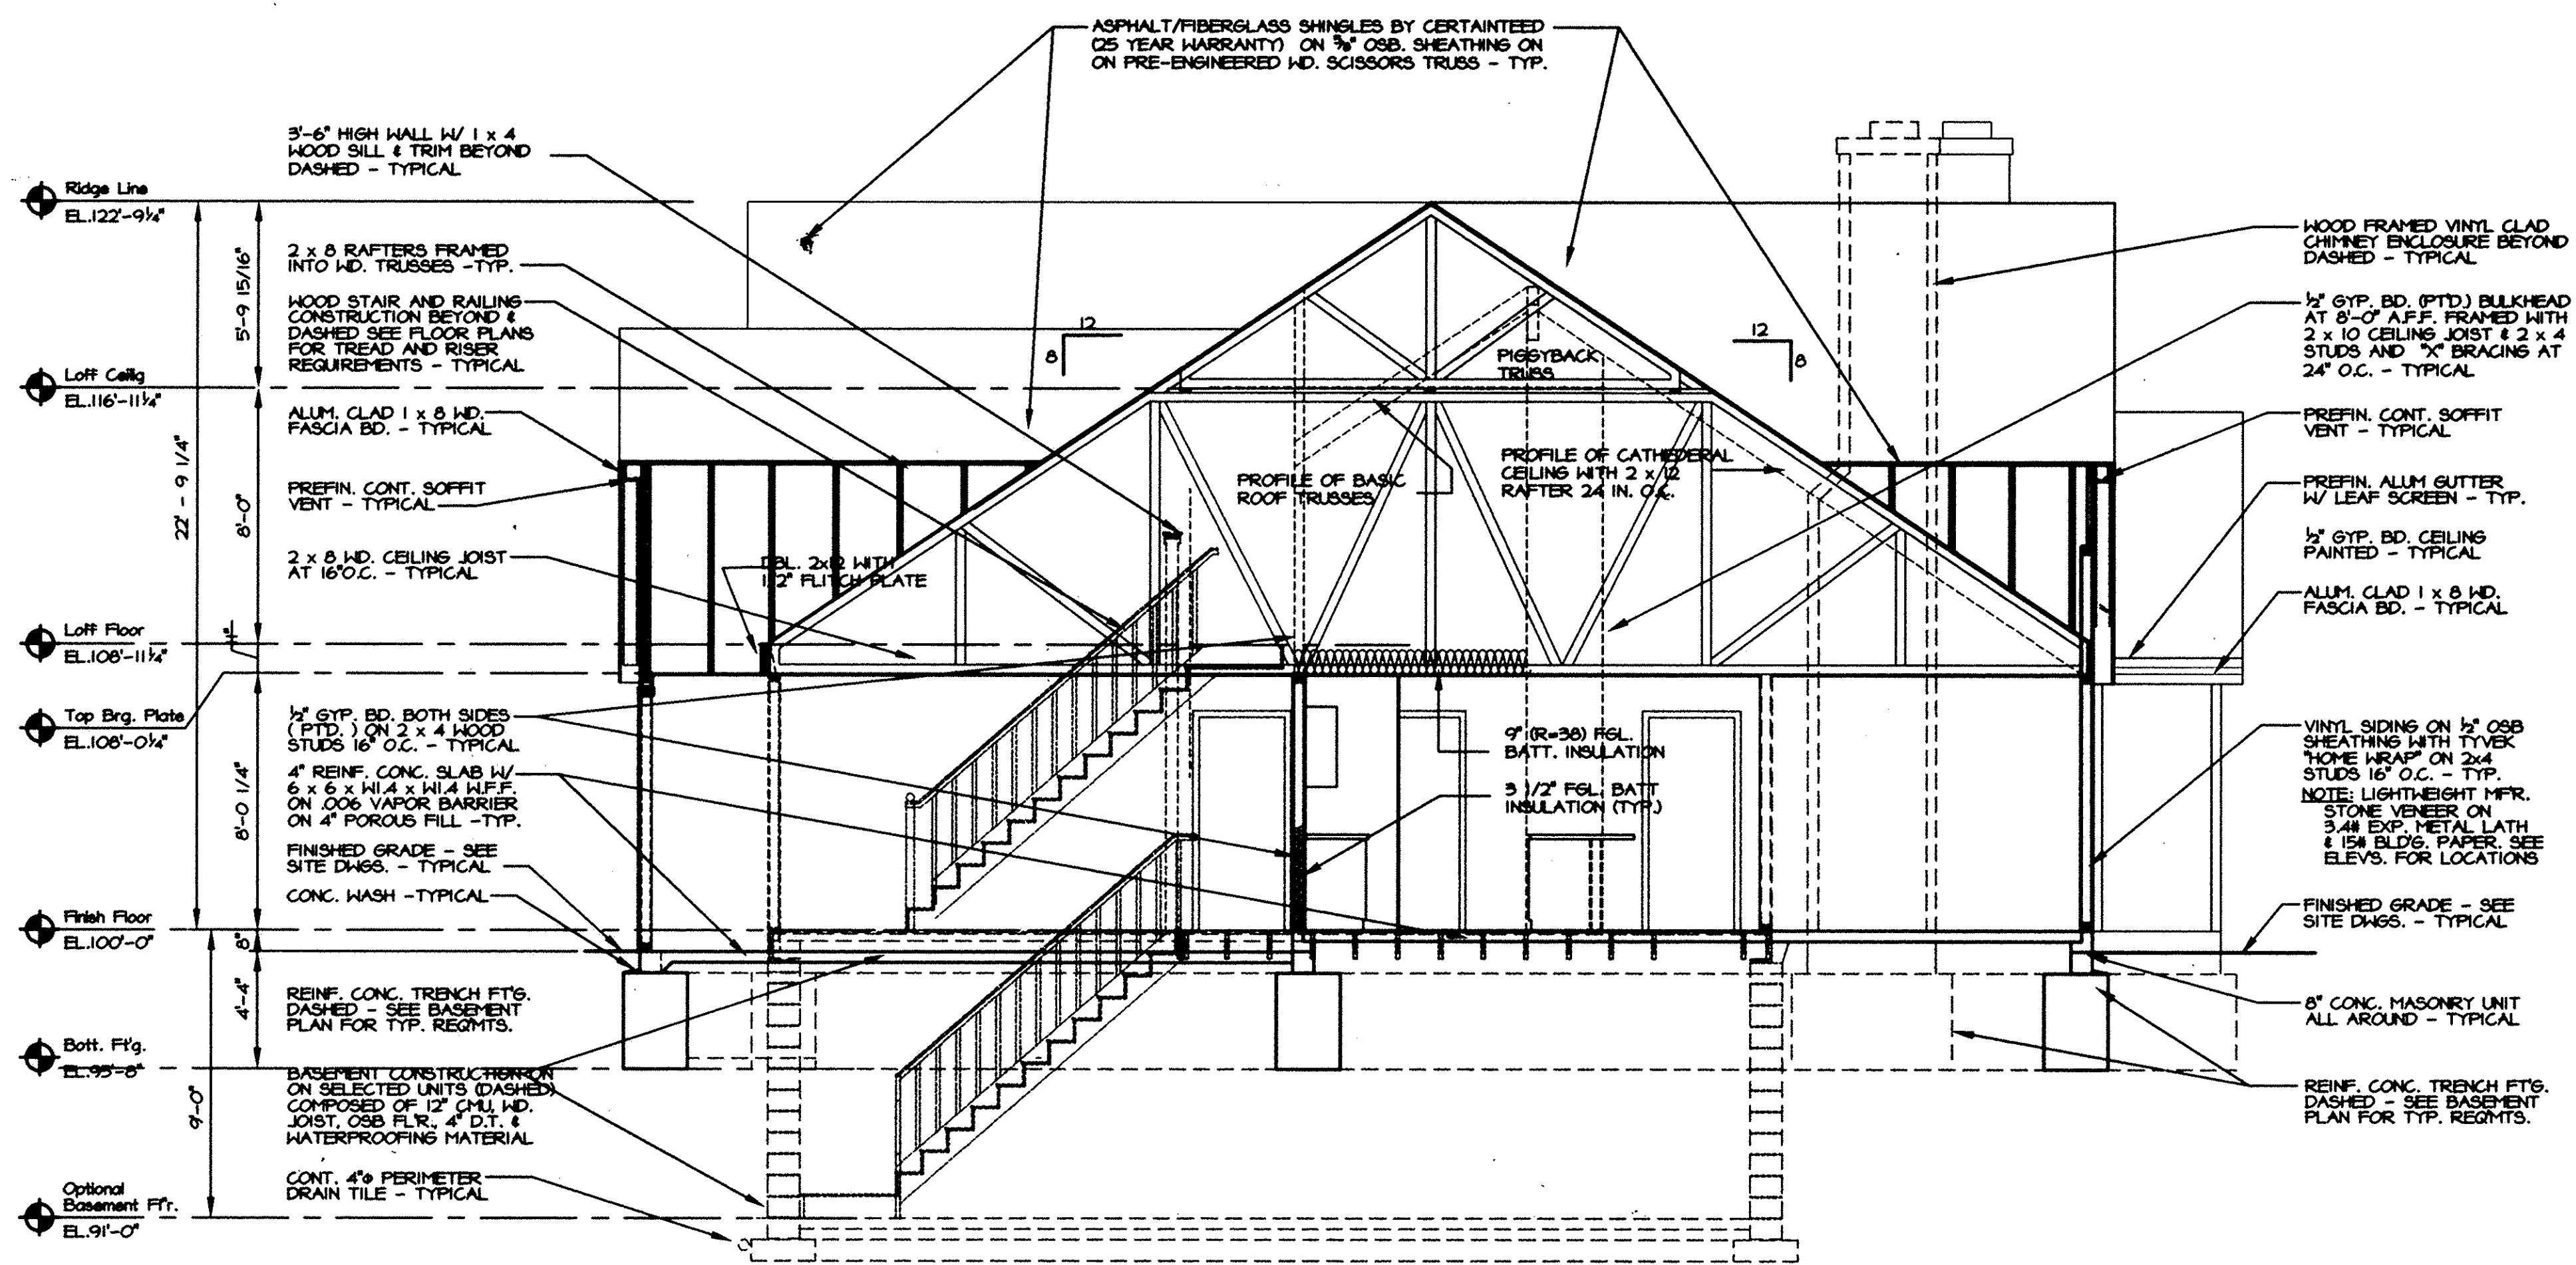 ASPHALT/FIBERGLASS SHINGLES BY CERTAINTEED
(25 YEAR WARRANTY) ON 5/8" OSB. SHEATHING ON
ON PRE-ENGINEERED WD. SCISSORS TRUSS - TYP.
3'-6" HIGH WALL W/ 1 x 4
WOOD SILL & TRIM BEYOND
DASHED - TYPICAL
Ridge Line
EL.122'-9¼"
2 x 8 RAFTERS FRAMED
INTO WD. TRUSSES -TYP.
WOOD STAIR AND RAILING
CONSTRUCTION BEYOND &
DASHED SEE FLOOR PLANS
FOR TREAD AND RISER
REQUIREMENTS - TYPICAL
Loft Ceilig
EL.116'-11¼"
ALUM. CLAD 1 x 8 WD.
FASCIA BD. - TYPICAL
PREFIN. CONT. SOFFIT
VENT - TYPICAL
2 x 8 WD. CEILING JOIST
AT 16"O.C. - TYPICAL
Loft Floor
EL.108'-11¼"
Top Brg. Plate
EL.108'-0¼"
½" GYP. BD. BOTH SIDES
( PTD. ) ON 2 x 4 WOOD
STUDS 16" O.C. - TYPICAL
4" REINF. CONC. SLAB W/
6 x 6 x W1.4 x W1.4 W.F.F.
ON .006 VAPOR BARRIER
ON 4" POROUS FILL -TYP.
FINISHED GRADE - SEE
SITE DWGS. - TYPICAL
CONC. WASH -TYPICAL
Finish Floor
EL.100'-0"
REINF. CONC. TRENCH FT'G.
DASHED - SEE BASEMENT
PLAN FOR TYP. REQ'MTS.
Bott. Ft'g.
EL.95'-8"
BASEMENT CONSTRUCTION ON
ON SELECTED UNITS (DASHED)
COMPOSED OF 12" CMU, WD.
JOIST, OSB FL'R., 4" D.T. &
WATERPROOFING MATERIAL
CONT. 4"φ PERIMETER
DRAIN TILE - TYPICAL
Optional
Basement Fl'r.
EL.91'-0"
5'-9 15/16"
8'-0"
22' - 9 1/4"
11"
8'-0 1/4"
8"
4'-4"
9'-0"
12
8
12
8
PIGGYBACK
TRUSS
PROFILE OF BASIC
ROOF TRUSSES
PROFILE OF CATHEDERAL
CEILING WITH 2 x 12
RAFTER 24 IN. O.C.
DBL. 2x12 WITH
1/2" FLITCH PLATE
9" (R=38) FGL.
BATT. INSULATION
3 1/2" FGL. BATT
INSULATION (TYP.)
WOOD FRAMED VINYL CLAD
CHIMNEY ENCLOSURE BEYOND
DASHED - TYPICAL
½" GYP. BD. (PT'D.) BULKHEAD
AT 8'-0" A.F.F. FRAMED WITH
2 x 10 CEILING JOIST & 2 x 4
STUDS AND "X" BRACING AT
24" O.C. - TYPICAL
PREFIN. CONT. SOFFIT
VENT - TYPICAL
PREFIN. ALUM GUTTER
W/ LEAF SCREEN - TYP.
½" GYP. BD. CEILING
PAINTED - TYPICAL
ALUM. CLAD 1 x 8 WD.
FASCIA BD. - TYPICAL
VINYL SIDING ON ½" OSB
SHEATHING WITH TYVEK
"HOME WRAP" ON 2x4
STUDS 16" O.C. - TYP.
NOTE: LIGHTWEIGHT MF'R.
STONE VENEER ON
3.4# EXP. METAL LATH
& 15# BLD'G. PAPER. SEE
ELEV'S. FOR LOCATIONS
FINISHED GRADE - SEE
SITE DWGS. - TYPICAL
8" CONC. MASONRY UNIT
ALL AROUND - TYPICAL
REINF. CONC. TRENCH FT'G.
DASHED - SEE BASEMENT
PLAN FOR TYP. REQ'MTS.